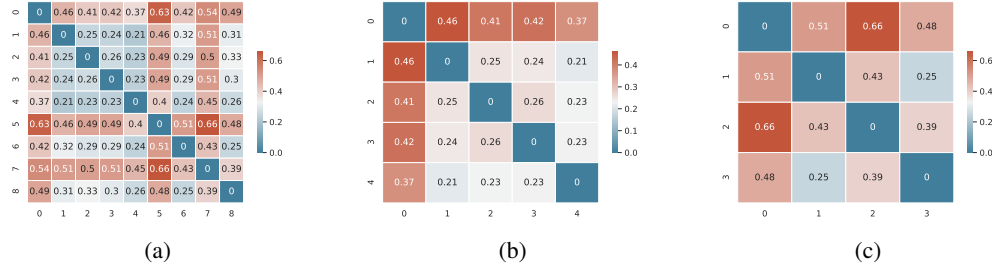 0 0 0.46 0.41 0.42 0.37 0.63 0.42 0.54 0.49
1 0.46 0 0.25 0.24 0.21 0.46 0.32 0.51 0.31
2 0.41 0.25 0 0.26 0.23 0.49 0.29 0.5 0.33
3 0.42 0.24 0.26 0 0.23 0.49 0.29 0.51 0.3
4 0.37 0.21 0.23 0.23 0 0.4 0.24 0.45 0.26
5 0.63 0.46 0.49 0.49 0.4 0 0.51 0.66 0.48
6 0.42 0.32 0.29 0.29 0.24 0.51 0 0.43 0.25
7 0.54 0.51 0.5 0.51 0.45 0.66 0.43 0 0.39
8 0.49 0.31 0.33 0.3 0.26 0.48 0.25 0.39 0
0 1 2 3 4 5 6 7 8
0.6
0.4
0.2
0.0
(a)
0 0 0.46 0.41 0.42 0.37
1 0.46 0 0.25 0.24 0.21
2 0.41 0.25 0 0.26 0.23
3 0.42 0.24 0.26 0 0.23
4 0.37 0.21 0.23 0.23 0
0 1 2 3 4
0.4
0.3
0.2
0.1
0.0
(b)
0 0 0.51 0.66 0.48
1 0.51 0 0.43 0.25
2 0.66 0.43 0 0.39
3 0.48 0.25 0.39 0
0 1 2 3
0.6
0.4
0.2
0.0
(c)